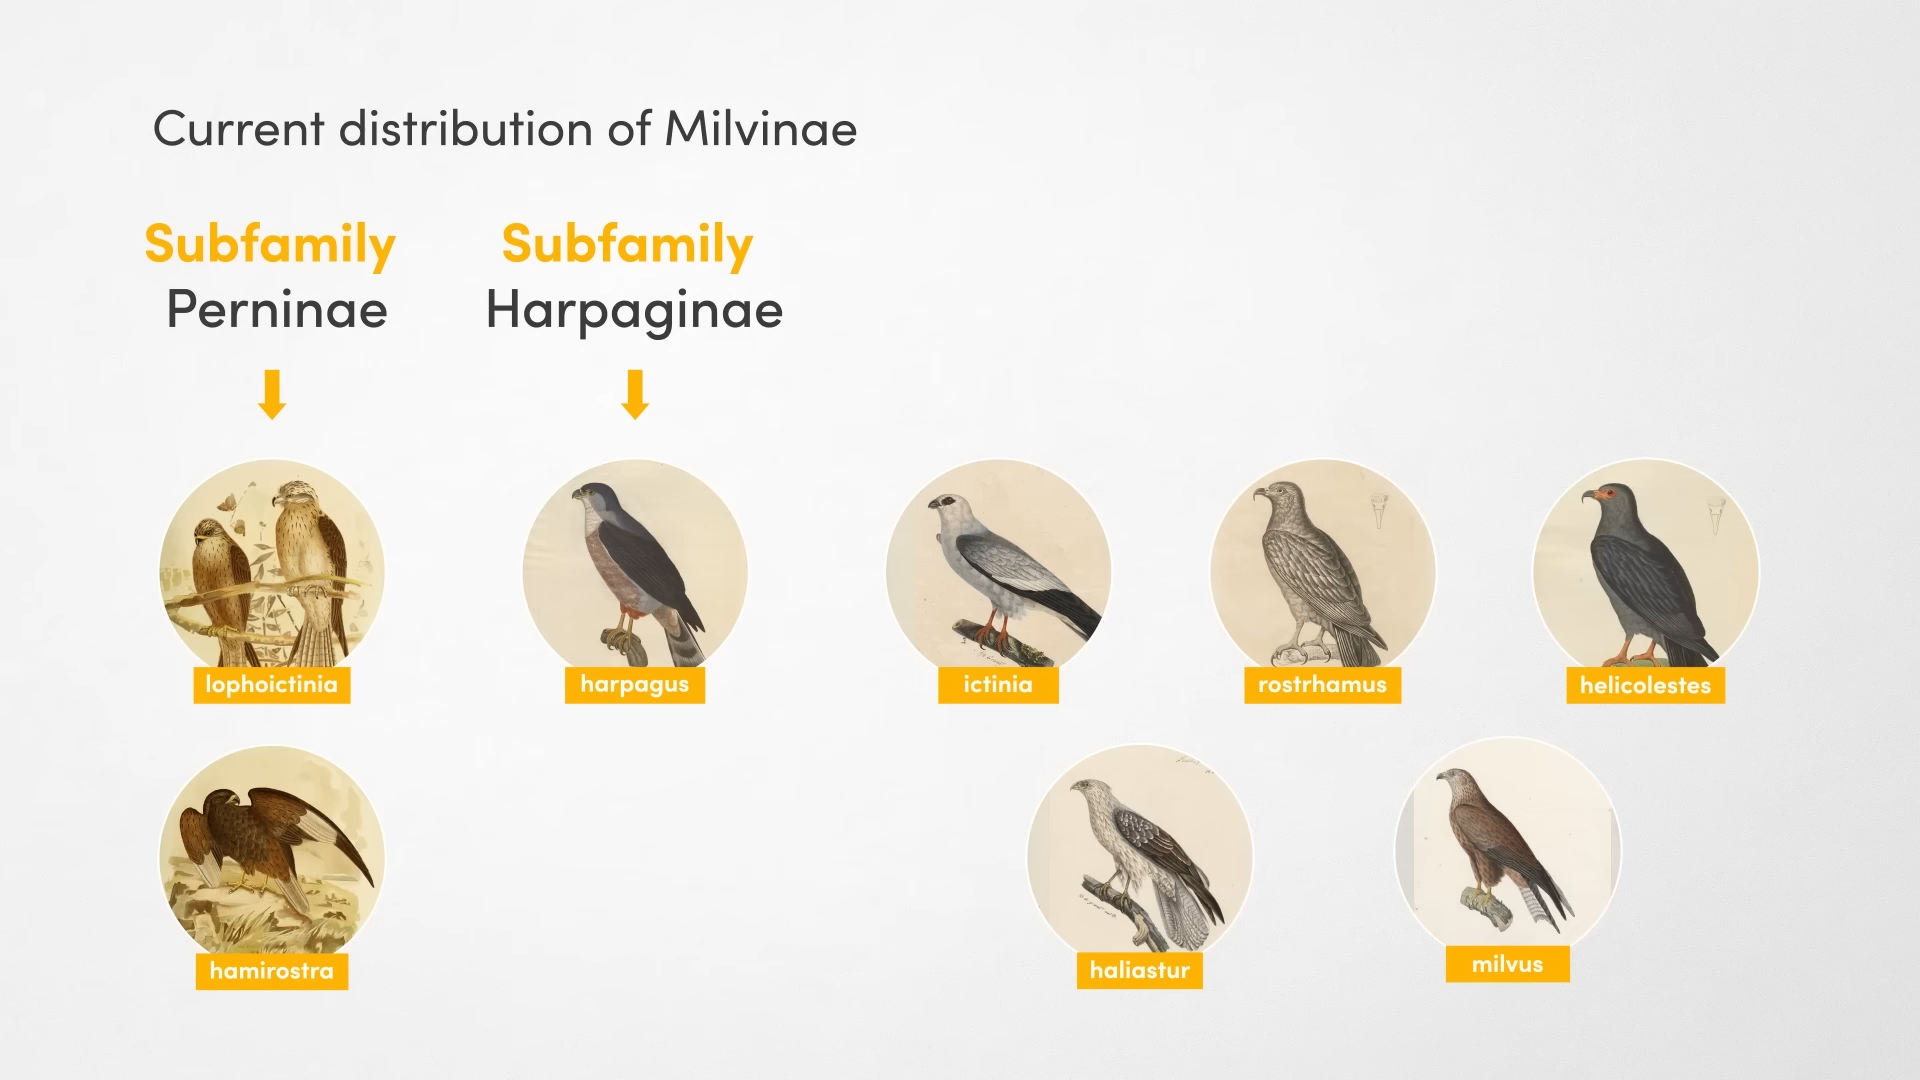 Current distribution of Milvinae
Subfamily
Perninae
Subfamily
Harpaginae
lophoictinia
harpagus
ictinia
rostrhamus
helicolestes
hamirostra
haliastur
milvus